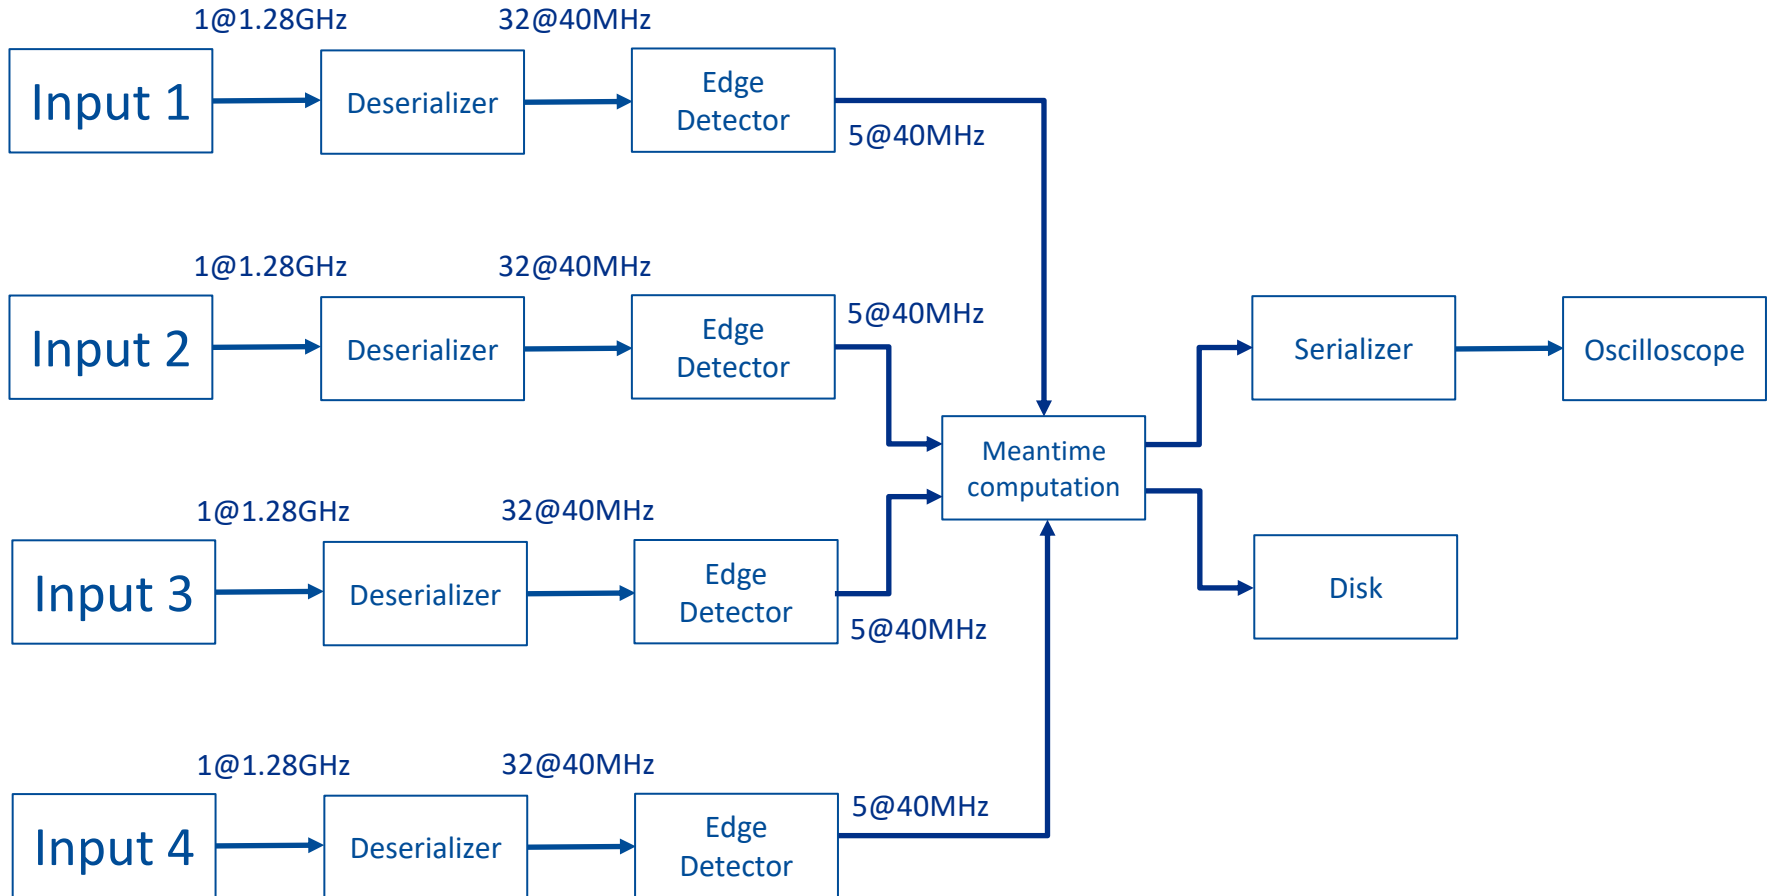 1@1.28GHz
32@40MHz
Input 1
Deserializer
Edge
Detector
5@40MHz
1@1.28GHz
32@40MHz
Input 2
Deserializer
Edge
Detector
5@40MHz
Serializer
Oscilloscope
Meantime
computation
1@1.28GHz
32@40MHz
Input 3
Deserializer
Edge
Detector
5@40MHz
Disk
1@1.28GHz
32@40MHz
Input 4
Deserializer
Edge
Detector
5@40MHz